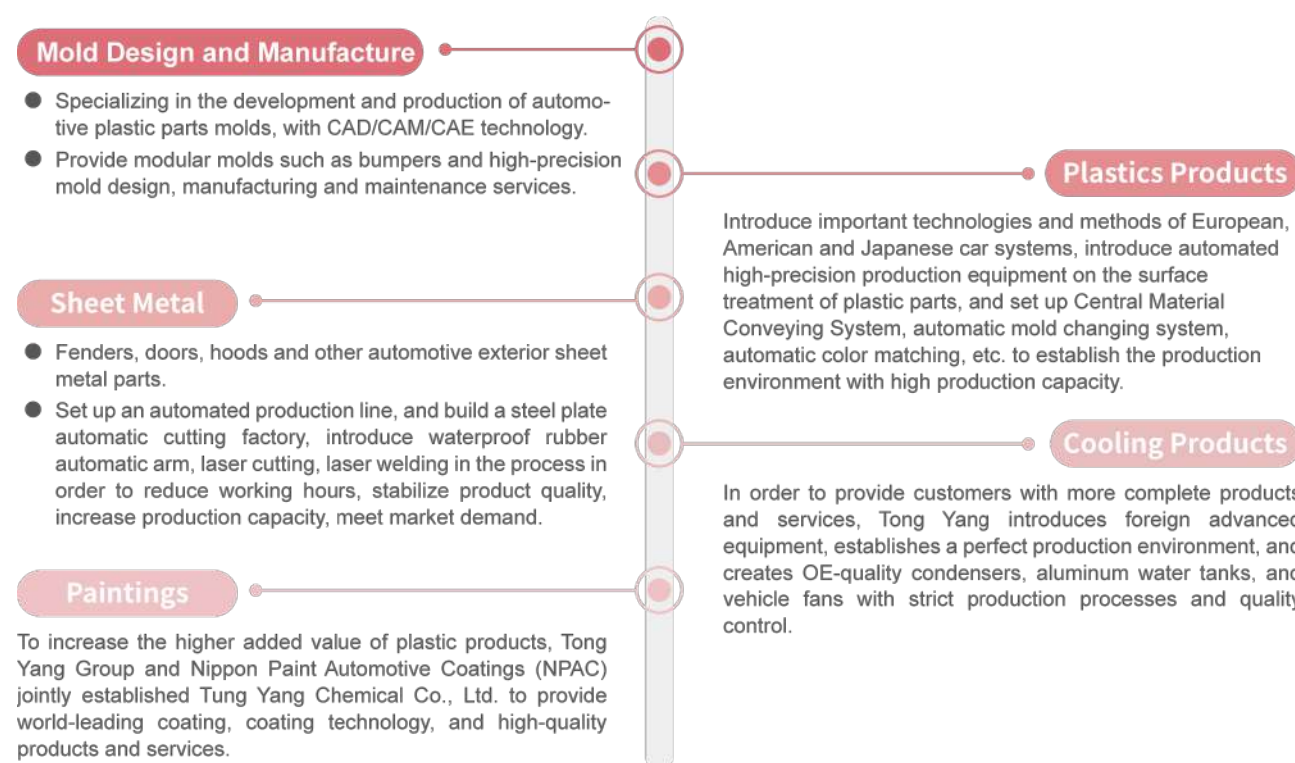 Mold Design and Manufacture
● Specializing in the development and production of automo-
tive plastic parts molds, with CAD/CAM/CAE technology.
● Provide modular molds such as bumpers and high-precision
mold design, manufacturing and maintenance services.
Plastics Products
Introduce important technologies and methods of European,
American and Japanese car systems, introduce automated
high-precision production equipment on the surface
treatment of plastic parts, and set up Central Material
Conveying System, automatic mold changing system,
automatic color matching, etc. to establish the production
environment with high production capacity.
Sheet Metal
● Fenders, doors, hoods and other automotive exterior sheet
metal parts.
● Set up an automated production line, and build a steel plate
automatic cutting factory, introduce waterproof rubber
automatic arm, laser cutting, laser welding in the process in
order to reduce working hours, stabilize product quality,
increase production capacity, meet market demand.
Cooling Products
In order to provide customers with more complete products
and services, Tong Yang introduces foreign advanced
equipment, establishes a perfect production environment, and
creates OE-quality condensers, aluminum water tanks, and
vehicle fans with strict production processes and quality
control.
Paintings
To increase the higher added value of plastic products, Tong
Yang Group and Nippon Paint Automotive Coatings (NPAC)
jointly established Tung Yang Chemical Co., Ltd. to provide
world-leading coating, coating technology, and high-quality
products and services.